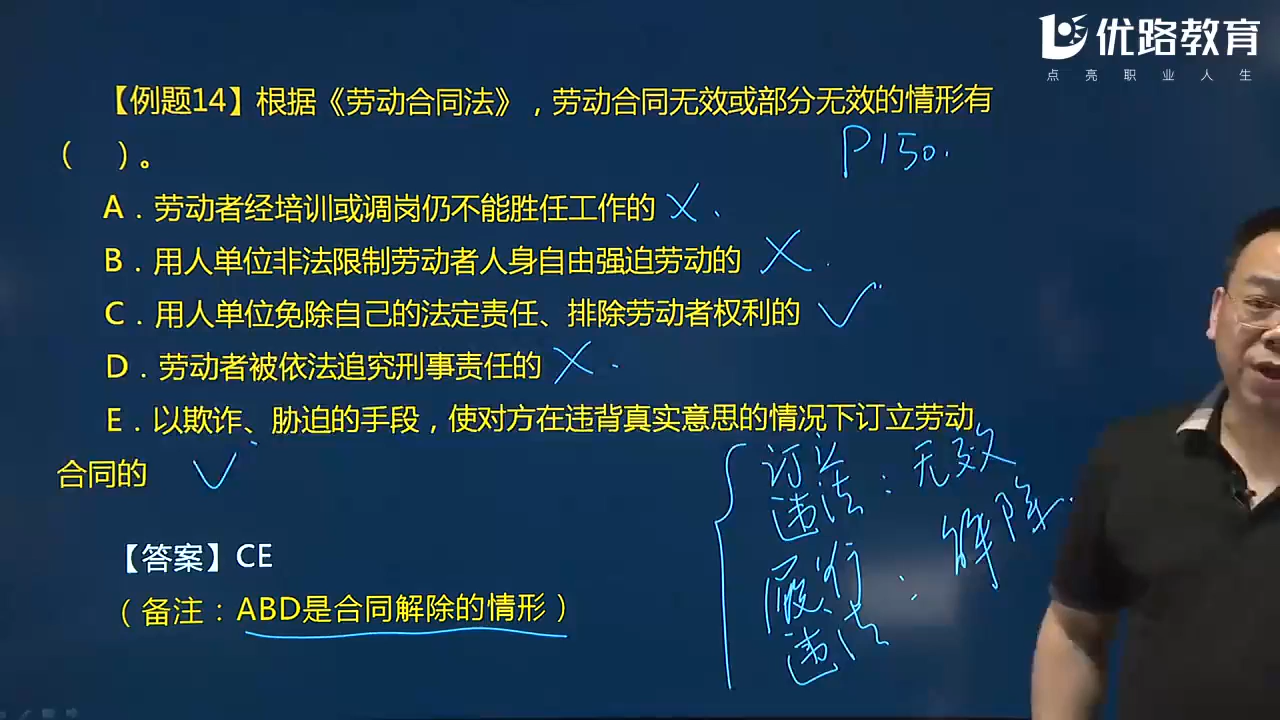 优路教育
点亮职业人生
【例题14】根据《劳动合同法》，劳动合同无效或部分无效的情形有
（ ）。
P150.
A．劳动者经培训或调岗仍不能胜任工作的 ×
B．用人单位非法限制劳动者人身自由强迫劳动的 ×
C．用人单位免除自己的法定责任、排除劳动者权利的 ✓
D．劳动者被依法追究刑事责任的 ×
E．以欺诈、胁迫的手段，使对方在违背真实意思的情况下订立劳动
合同的 ✓
订立
违法：无效
履行
违法：解除
【答案】CE
（备注：ABD是合同解除的情形）